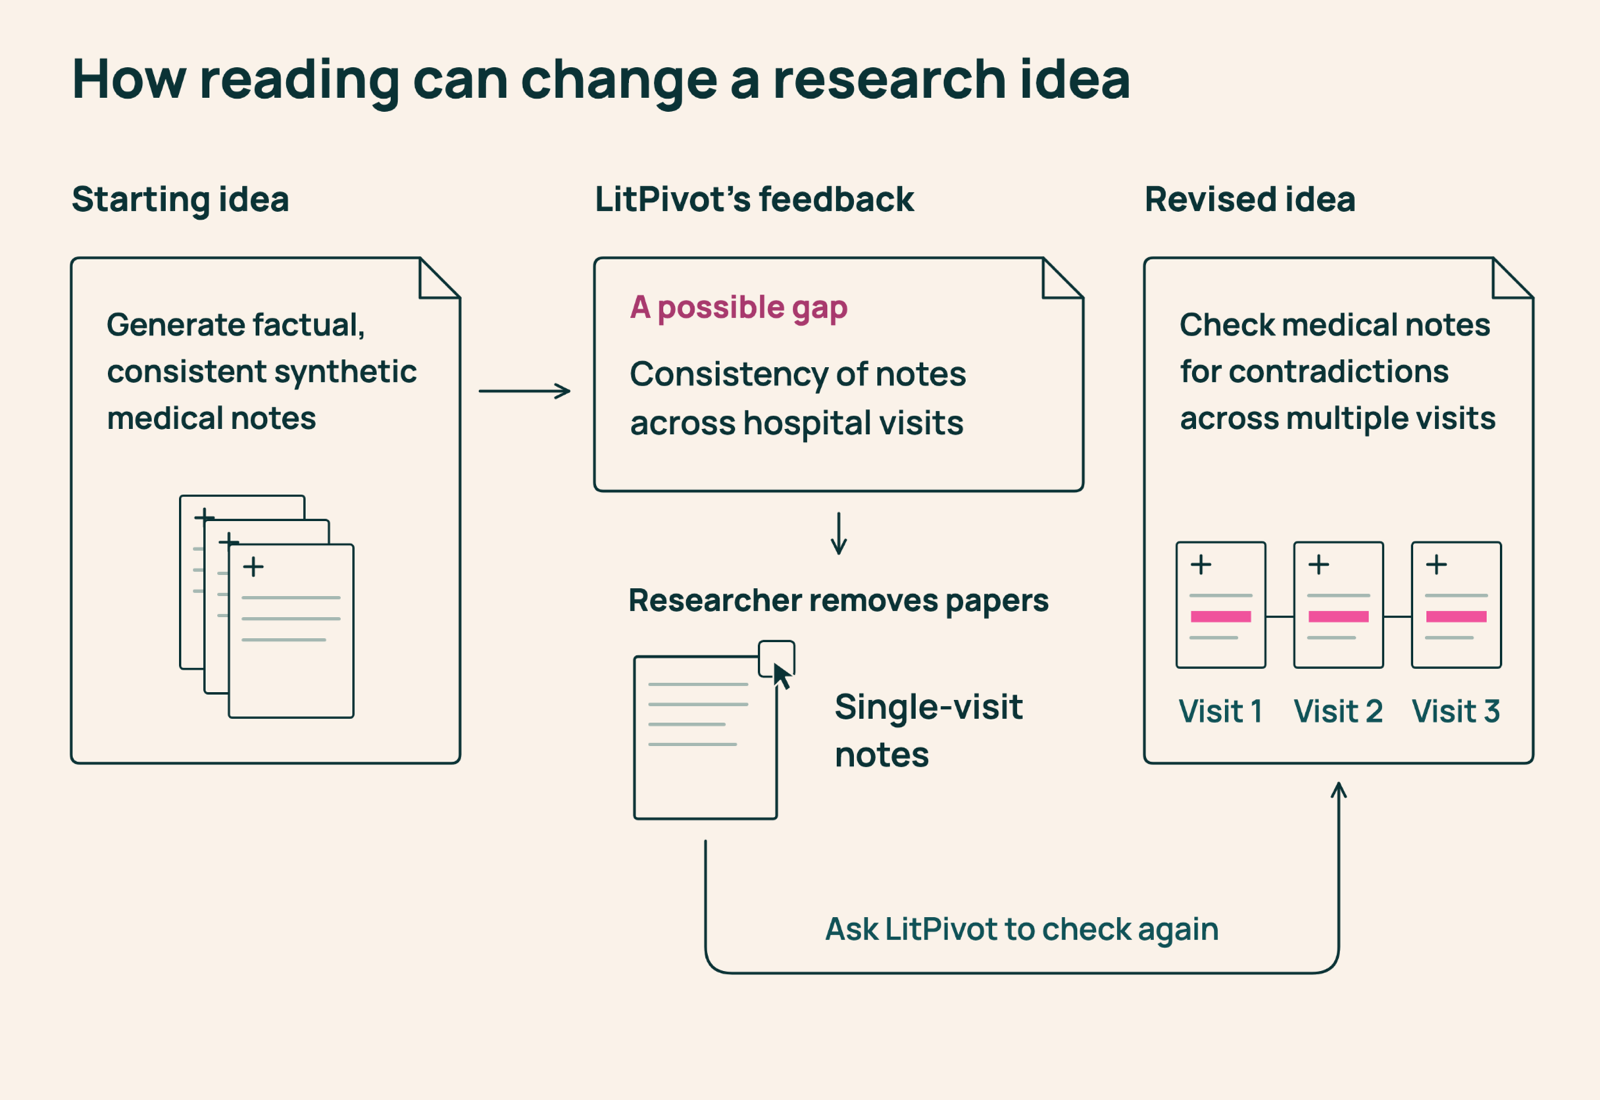 How reading can change a research idea
Starting idea
Generate factual,
consistent synthetic
medical notes
LitPivot’s feedback
A possible gap
Consistency of notes
across hospital visits
Researcher removes papers
Single-visit
notes
Ask LitPivot to check again
Revised idea
Check medical notes
for contradictions
across multiple visits
Visit 1 Visit 2 Visit 3